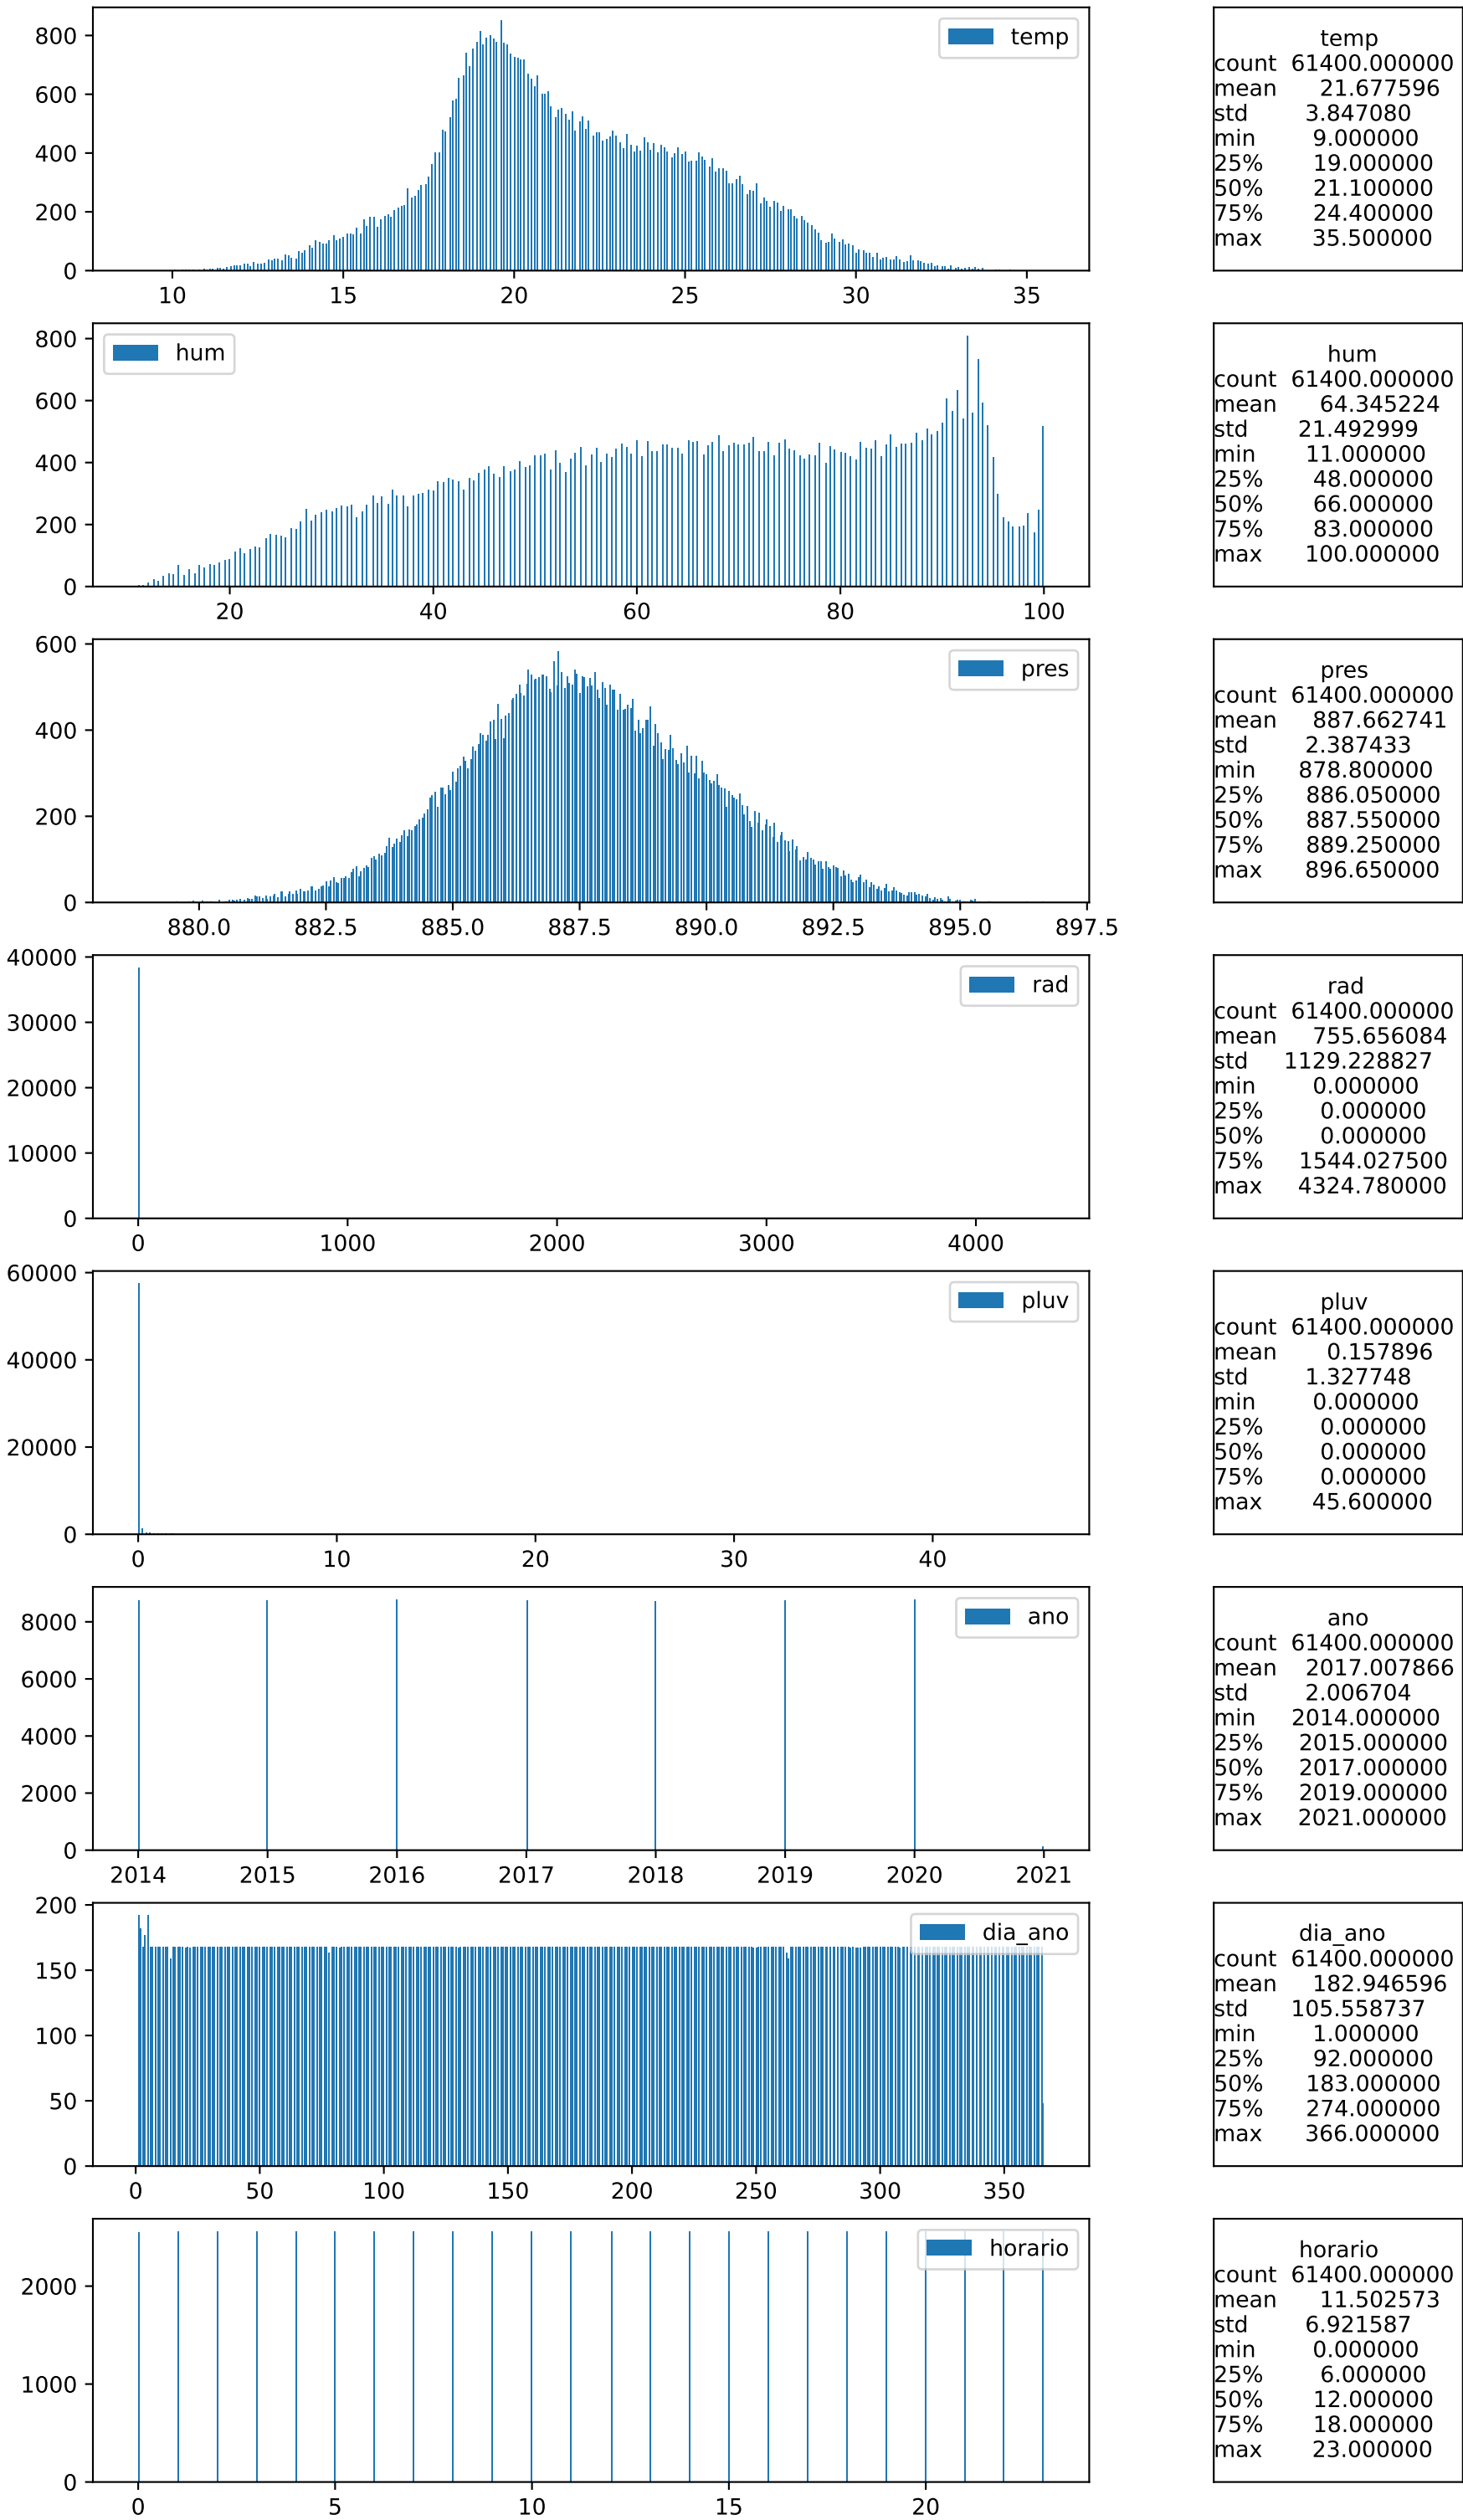 800
600
400
200
0
10 15 20 25 30 35
temp
temp
count 61400.000000
mean 21.677596
std 3.847080
min 9.000000
25% 19.000000
50% 21.100000
75% 24.400000
max 35.500000
800
600
400
200
0
20 40 60 80 100
hum
hum
count 61400.000000
mean 64.345224
std 21.492999
min 11.000000
25% 48.000000
50% 66.000000
75% 83.000000
max 100.000000
600
400
200
0
880.0 882.5 885.0 887.5 890.0 892.5 895.0 897.5
pres
pres
count 61400.000000
mean 887.662741
std 2.387433
min 878.800000
25% 886.050000
50% 887.550000
75% 889.250000
max 896.650000
40000
30000
20000
10000
0
0 1000 2000 3000 4000
rad
rad
count 61400.000000
mean 755.656084
std 1129.228827
min 0.000000
25% 0.000000
50% 0.000000
75% 1544.027500
max 4324.780000
60000
40000
20000
0
0 10 20 30 40
pluv
pluv
count 61400.000000
mean 0.157896
std 1.327748
min 0.000000
25% 0.000000
50% 0.000000
75% 0.000000
max 45.600000
8000
6000
4000
2000
0
2014 2015 2016 2017 2018 2019 2020 2021
ano
ano
count 61400.000000
mean 2017.007866
std 2.006704
min 2014.000000
25% 2015.000000
50% 2017.000000
75% 2019.000000
max 2021.000000
200
150
100
50
0
0 50 100 150 200 250 300 350
dia_ano
dia_ano
count 61400.000000
mean 182.946596
std 105.558737
min 1.000000
25% 92.000000
50% 183.000000
75% 274.000000
max 366.000000
2000
1000
0
0 5 10 15 20
horario
horario
count 61400.000000
mean 11.502573
std 6.921587
min 0.000000
25% 6.000000
50% 12.000000
75% 18.000000
max 23.000000